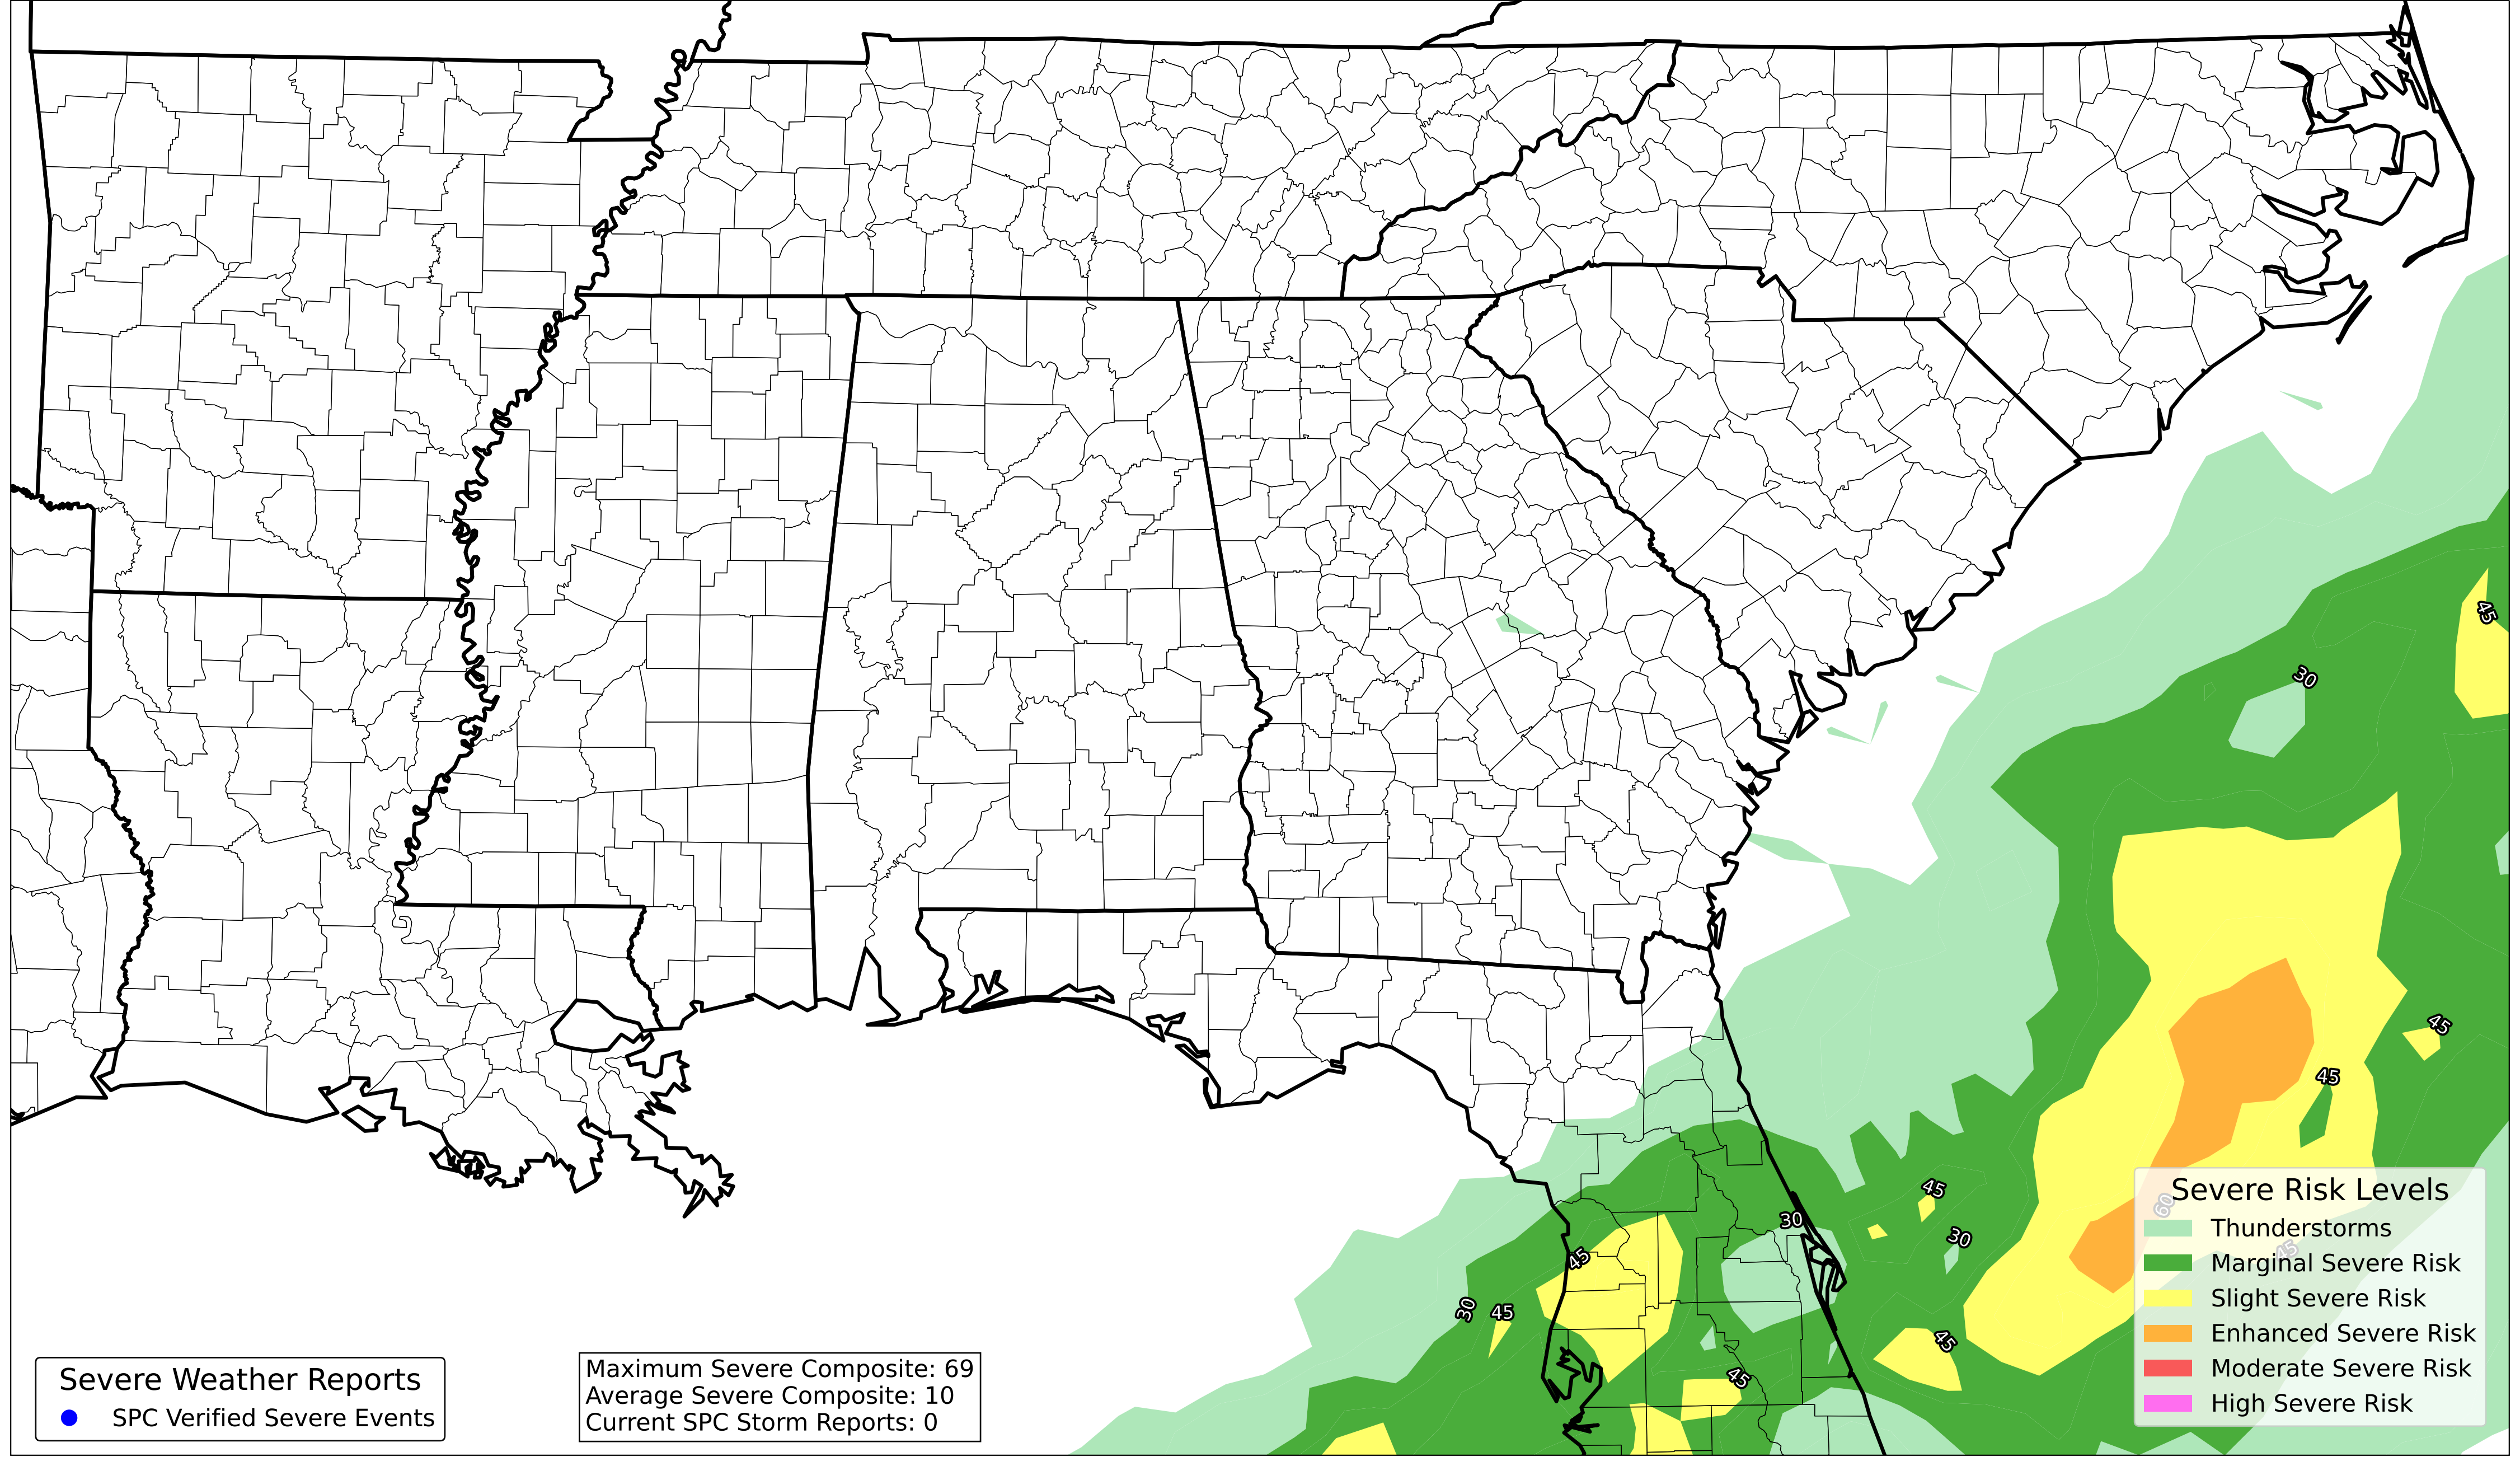 45
30
45
45
45
30
60
30
45
45
30
45
45
45
Severe Risk Levels
Thunderstorms
Marginal Severe Risk
Slight Severe Risk
Enhanced Severe Risk
Moderate Severe Risk
High Severe Risk
Severe Weather Reports
SPC Verified Severe Events
Maximum Severe Composite: 69
Average Severe Composite: 10
Current SPC Storm Reports: 0